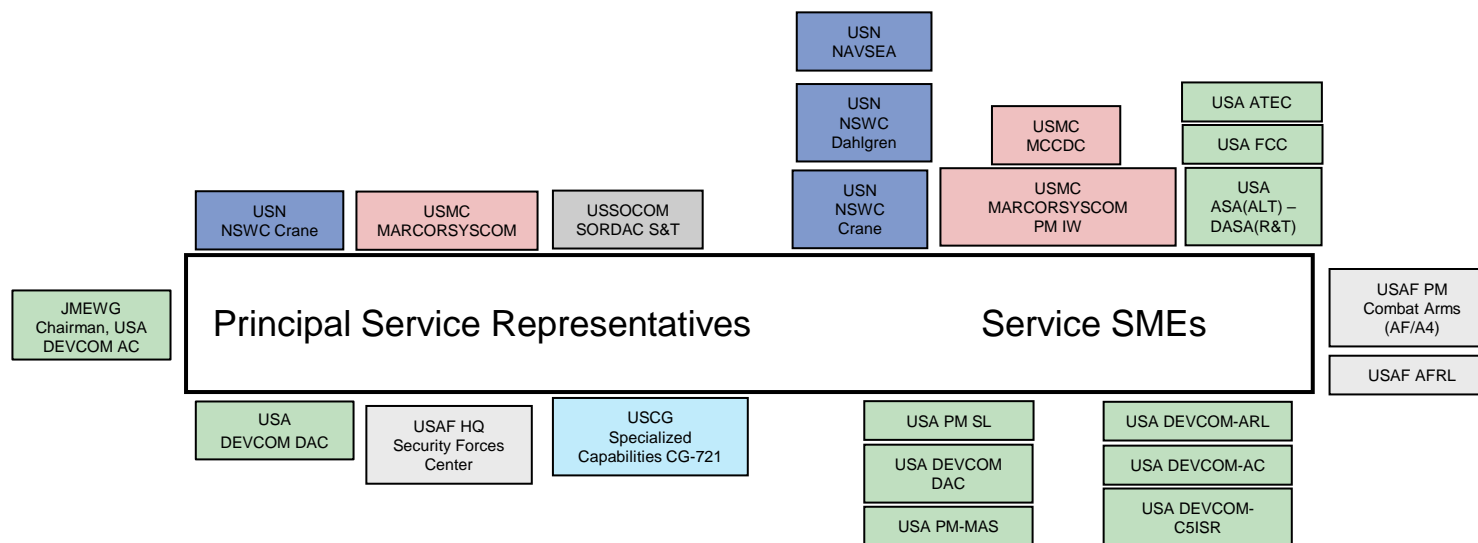 USN
NAVSEA
USN
NSWC
Dahlgren
USN
NSWC
Crane
USMC
MCCDC
USMC
MARCORSYSCOM
PM IW
USA ATEC
USA FCC
USA
ASA(ALT) –
DASA(R&T)
USN
NSWC Crane
USMC
MARCORSYSCOM
USSOCOM
SORDAC S&T
JMEWG
Chairman, USA
DEVCOM AC
Principal Service Representatives
Service SMEs
USAF PM
Combat Arms
(AF/A4)
USAF AFRL
USA
DEVCOM DAC
USAF HQ
Security Forces
Center
USCG
Specialized
Capabilities CG-721
USA PM SL
USA DEVCOM
DAC
USA PM-MAS
USA DEVCOM-ARL
USA DEVCOM-AC
USA DEVCOM-
C5ISR